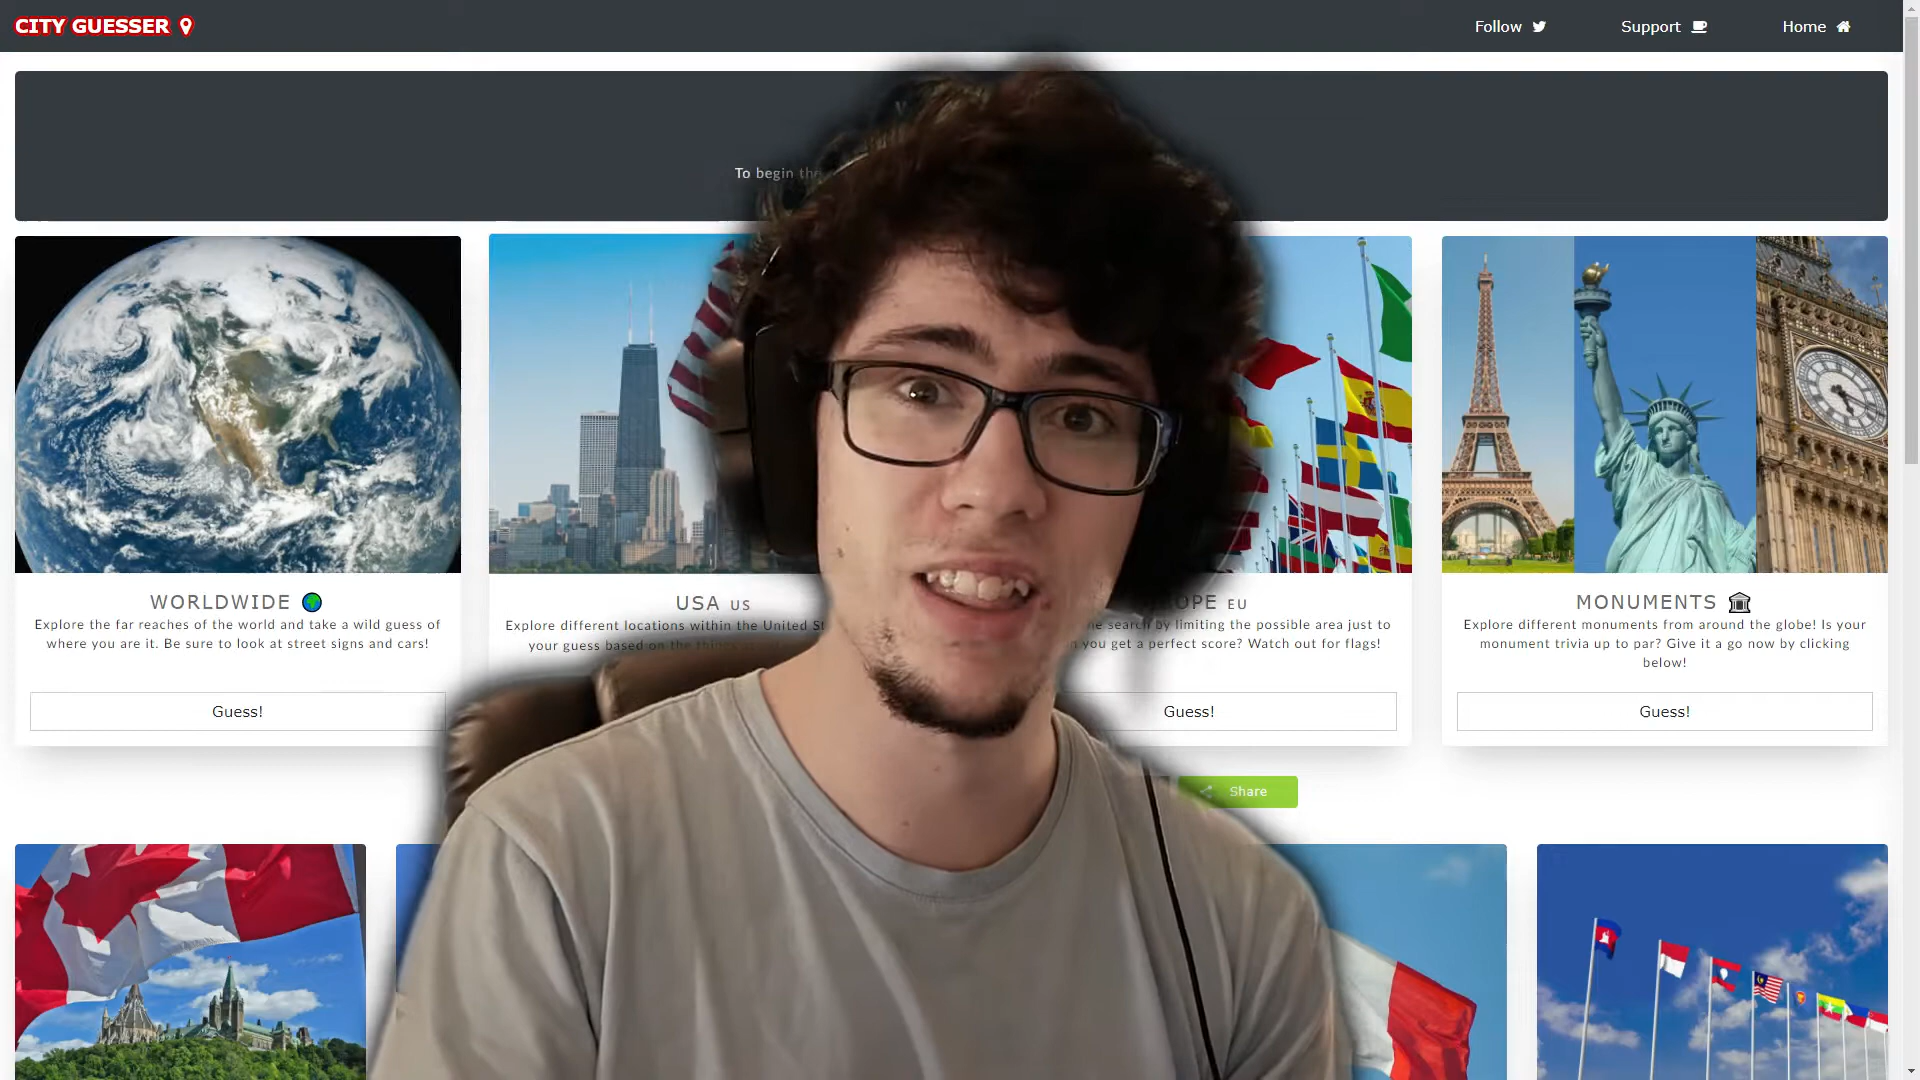 CITY GUESSER
Follow
Support
Home
To begin the
WORLDWIDE
Explore the far reaches of the world and take a wild guess of
where you are it. Be sure to look at street signs and cars!
Guess!
USA US
Explore different locations within the United
your guess based on the things
EU
search by limiting the possible area just to
you get a perfect score? Watch out for flags!
Guess!
MONUMENTS
Explore different monuments from around the globe! Is your
monument trivia up to par? Give it a go now by clicking
below!
Guess!
Share